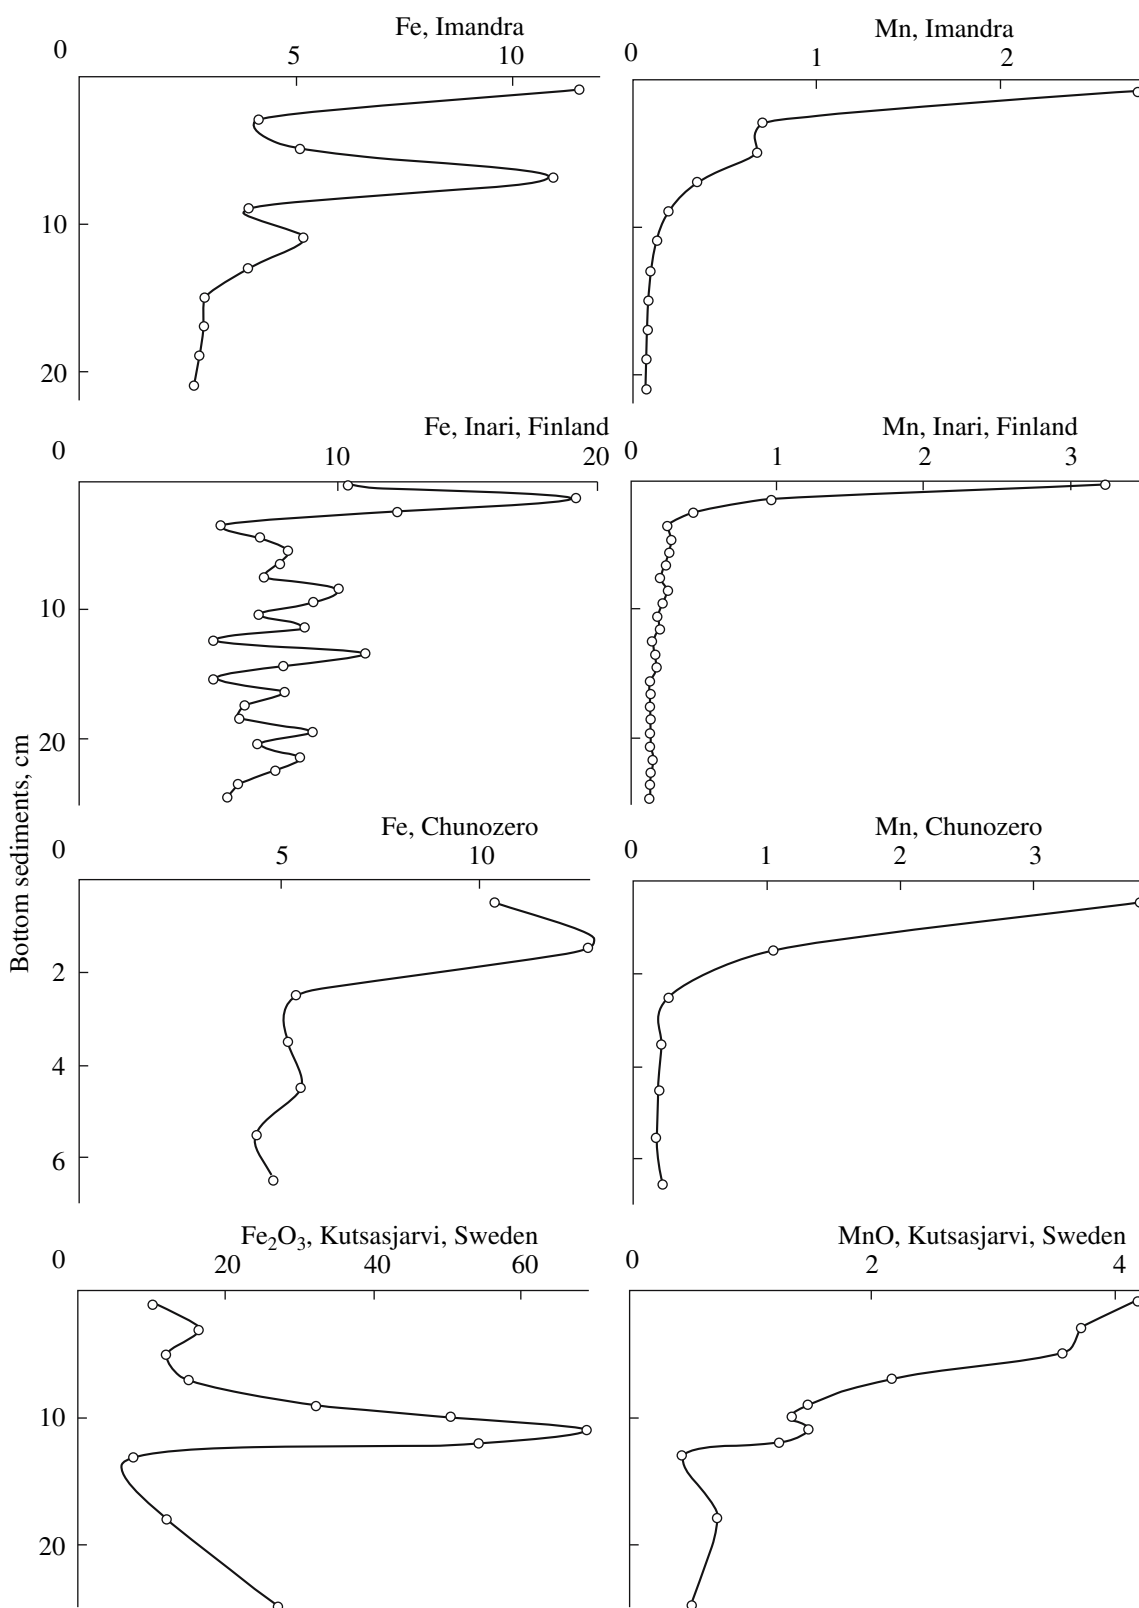 Fe, Imandra
0 5 10
10
20
Mn, Imandra
0 1 2
Fe, Inari, Finland
0 10 20
10
20
Mn, Inari, Finland
0 1 2 3
Bottom sediments, cm
Fe, Chunozero
0 5 10
2
4
6
Mn, Chunozero
0 1 2 3
Fe₂O₃, Kutsasjarvi, Sweden
0 20 40 60
10
20
MnO, Kutsasjarvi, Sweden
0 2 4